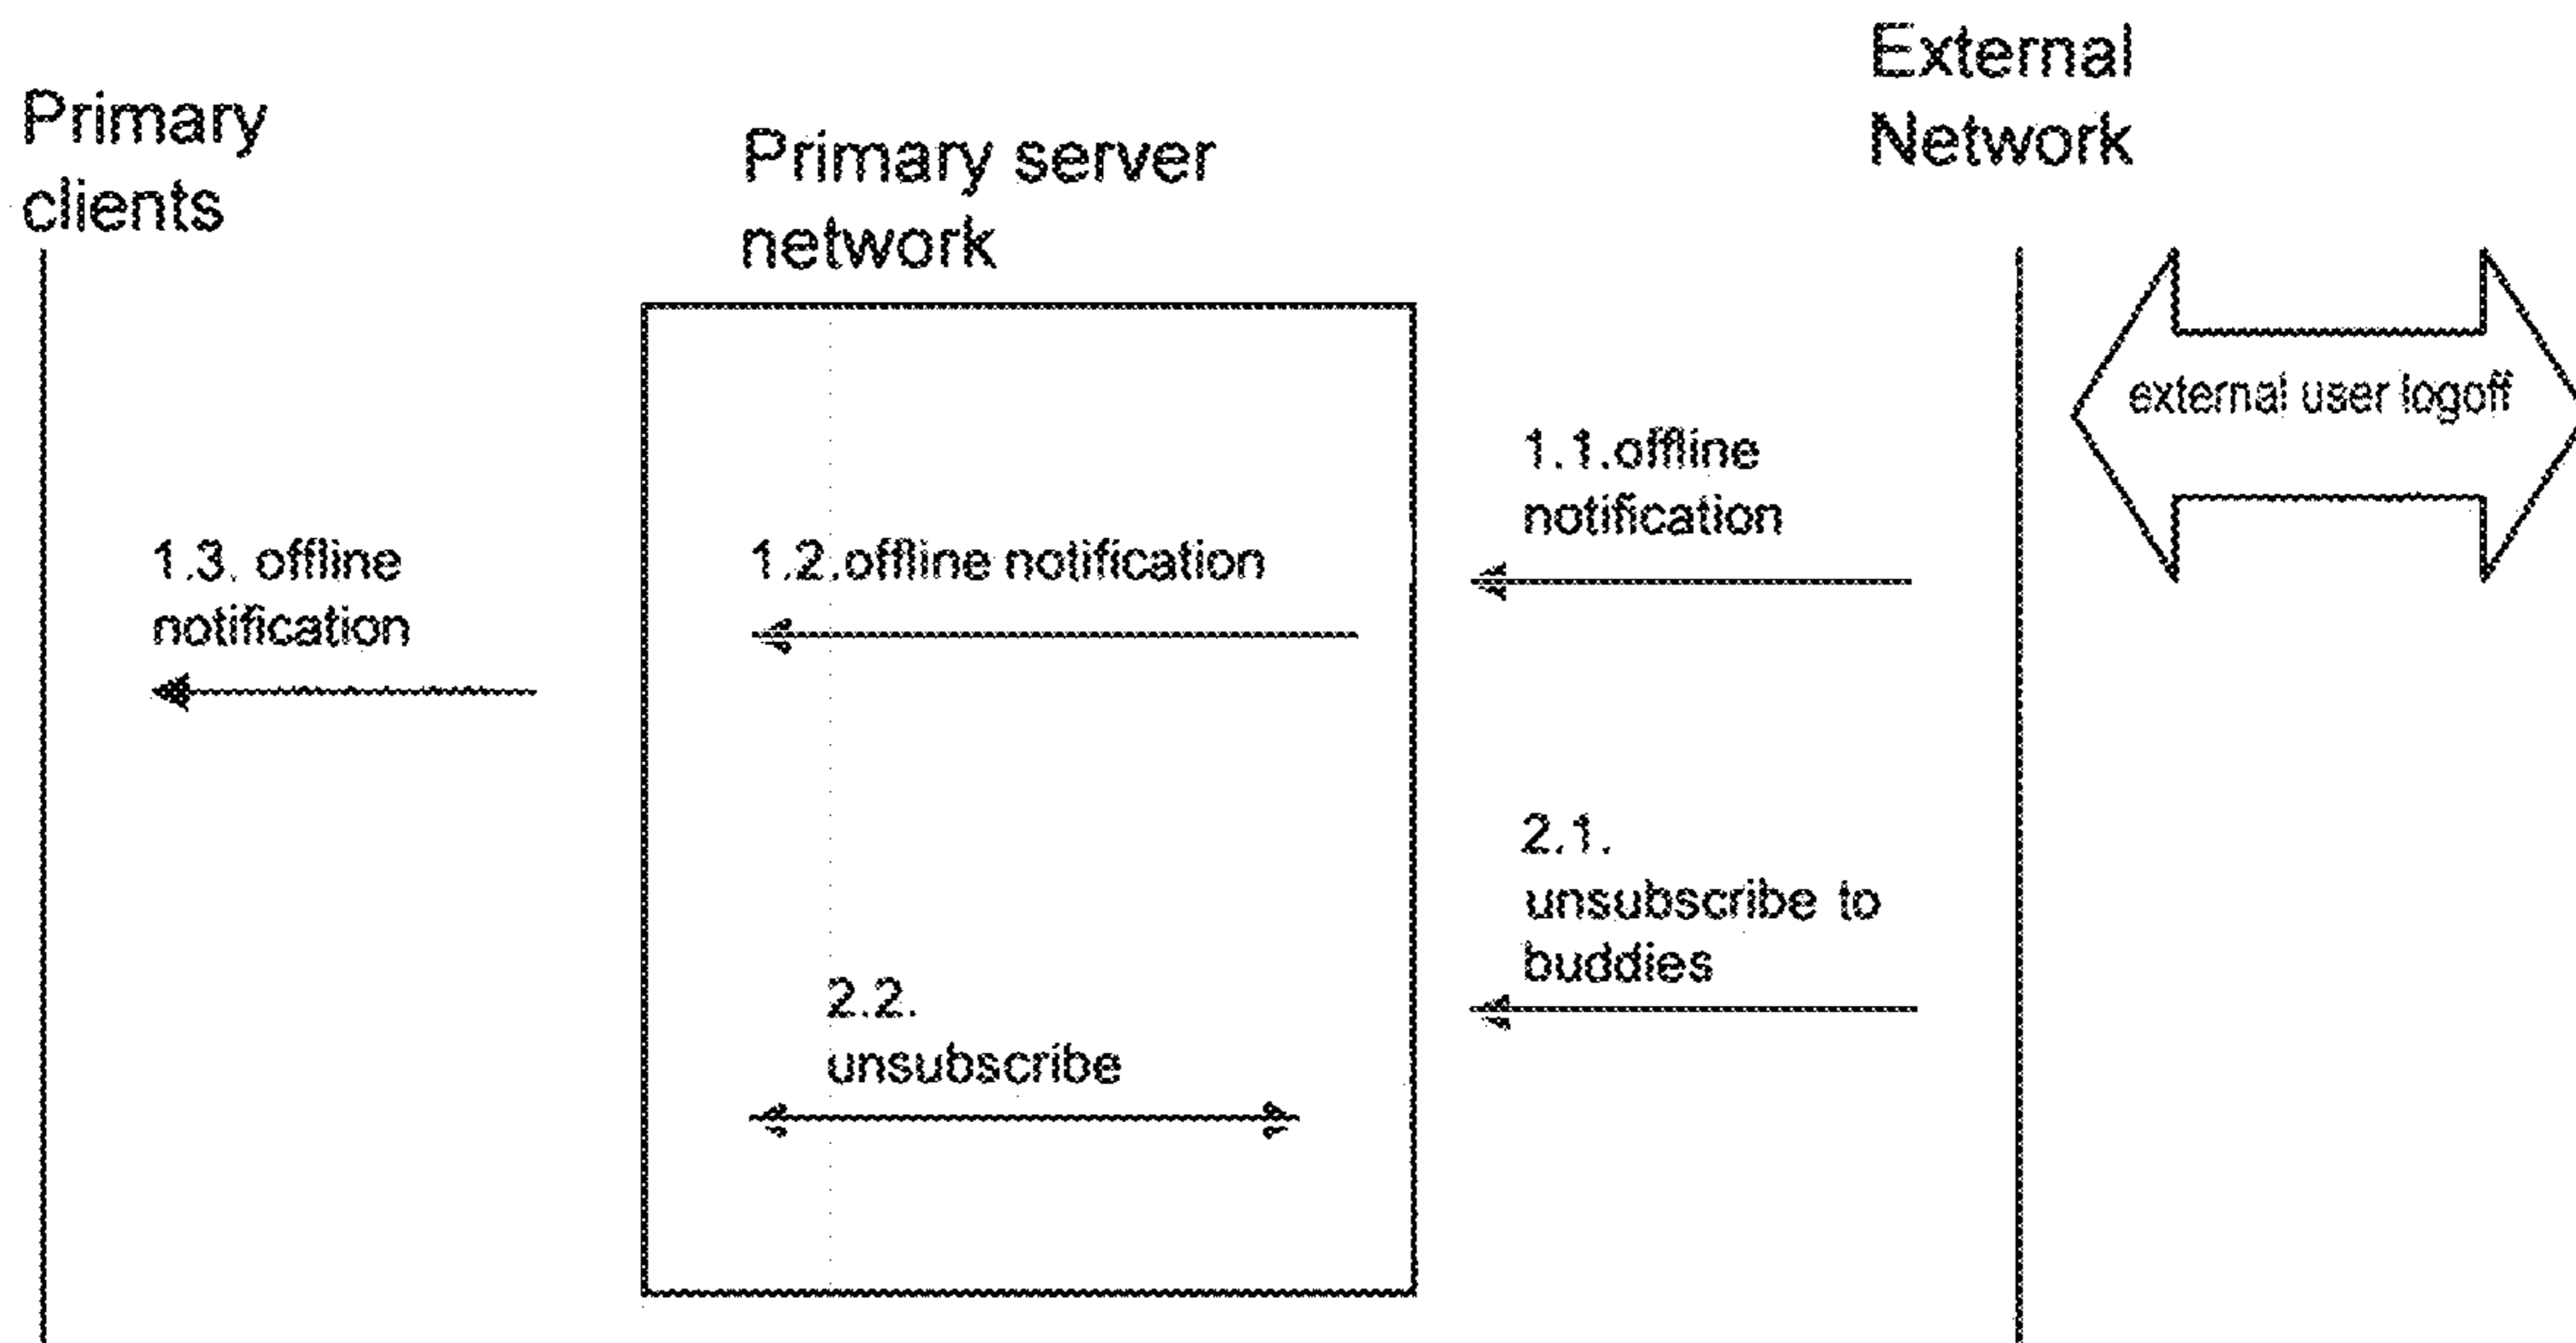 Primary
clients
Primary server
network
External
Network
external user logoff
1.1.offline
notification
1.2.offline notification
1.3. offline
notification
2.1.
unsubscribe to
buddies
2.2.
unsubscribe